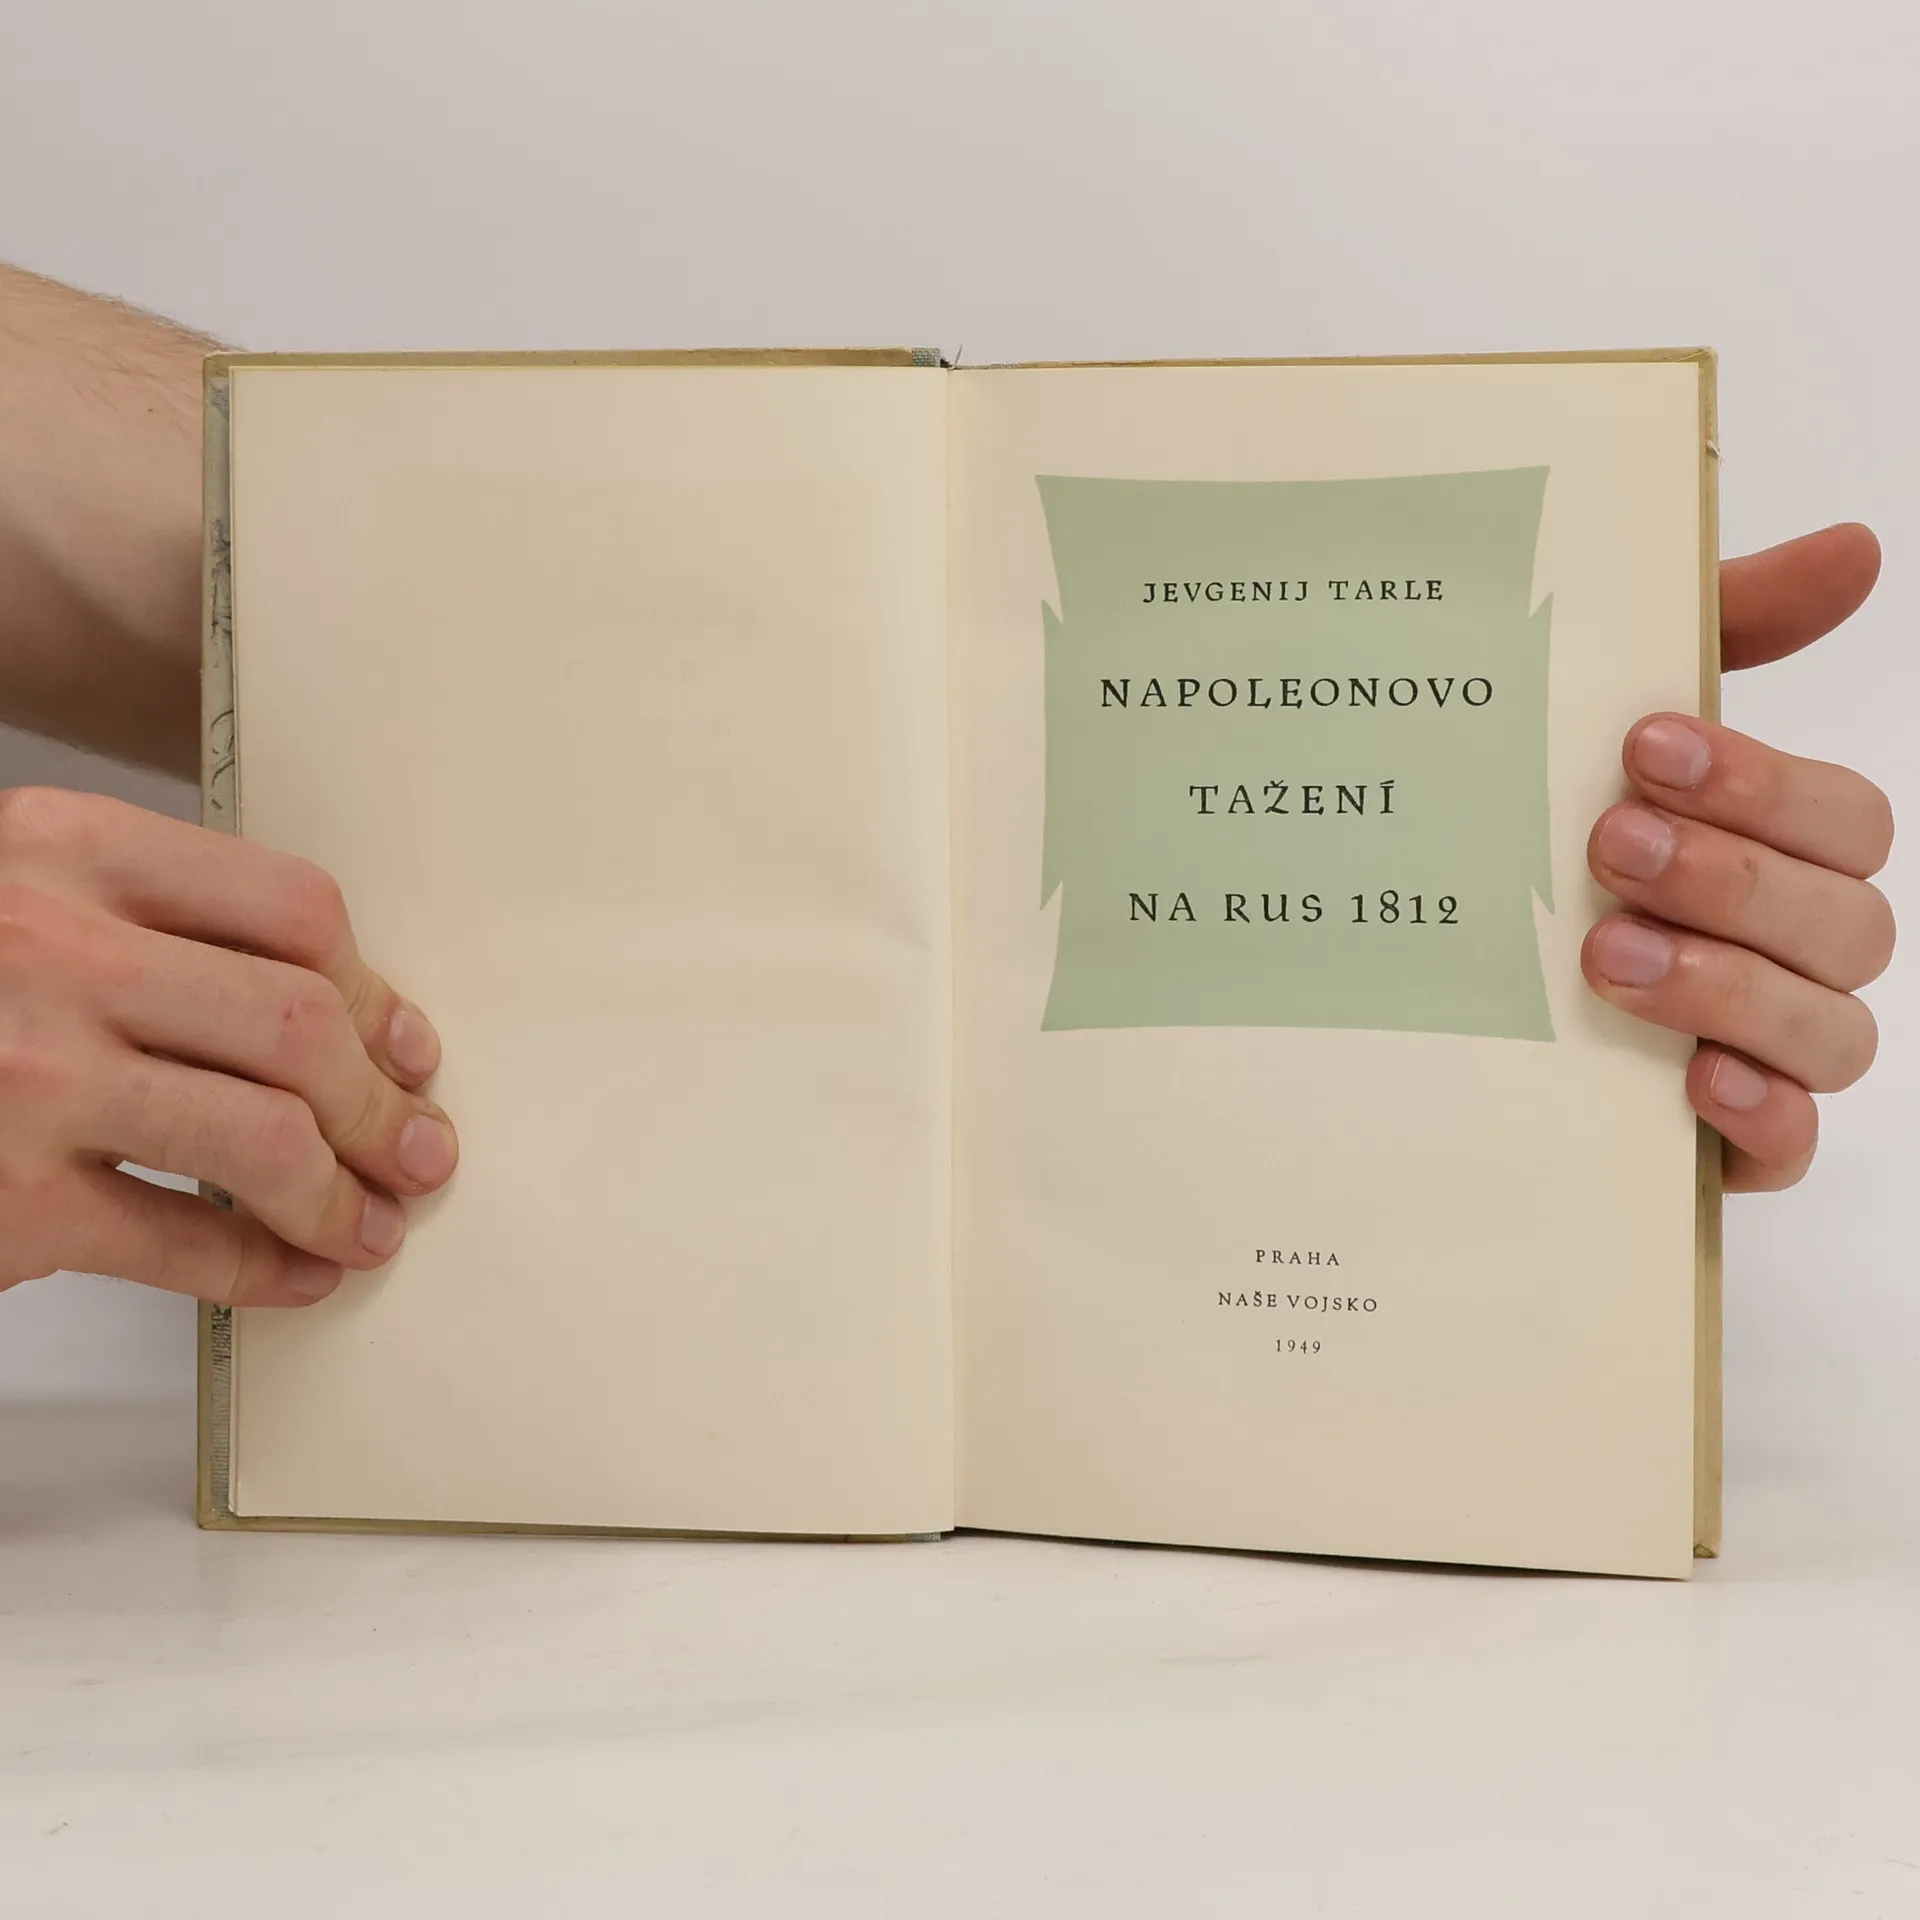 JEVGENIJ TARLE
NAPOLEONOVO
TAŽENÍ
NA RUS 1812
PRAHA
NAŠE VOJSKO
1949